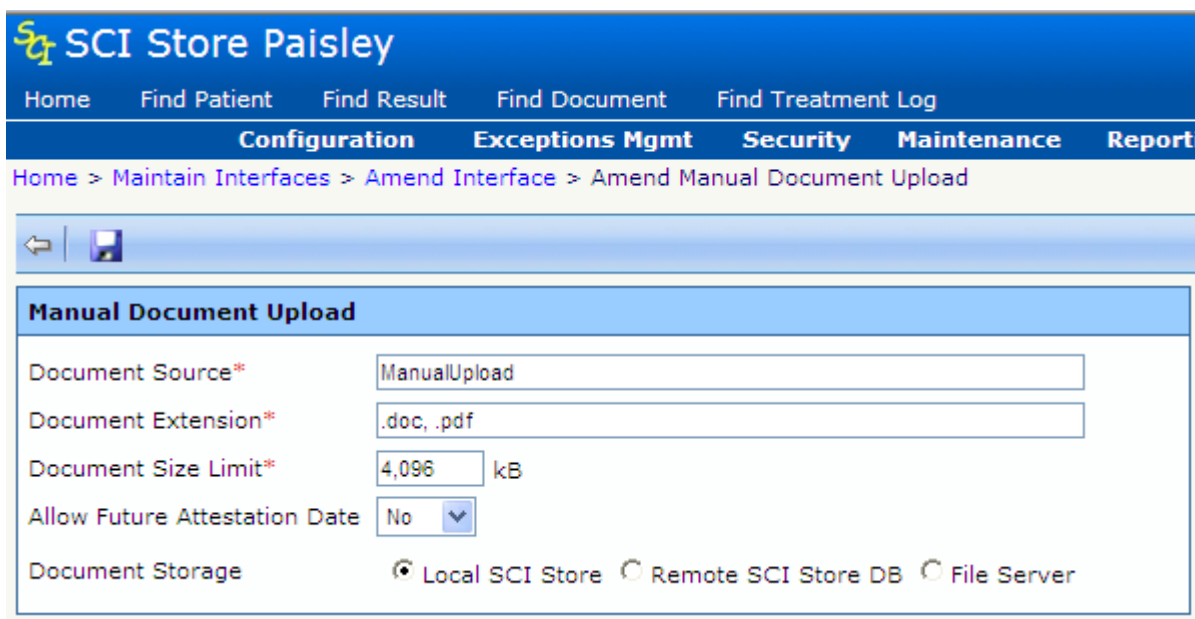 SCI SCI Store Paisley
Home Find Patient Find Result Find Document Find Treatment Log
Configuration Exceptions Mgmt Security Maintenance Report
Home > Maintain Interfaces > Amend Interface > Amend Manual Document Upload
Manual Document Upload
Document Source* ManualUpload
Document Extension* .doc, .pdf
Document Size Limit* 4,096 kB
Allow Future Attestation Date No
Document Storage Local SCI Store Remote SCI Store DB File Server